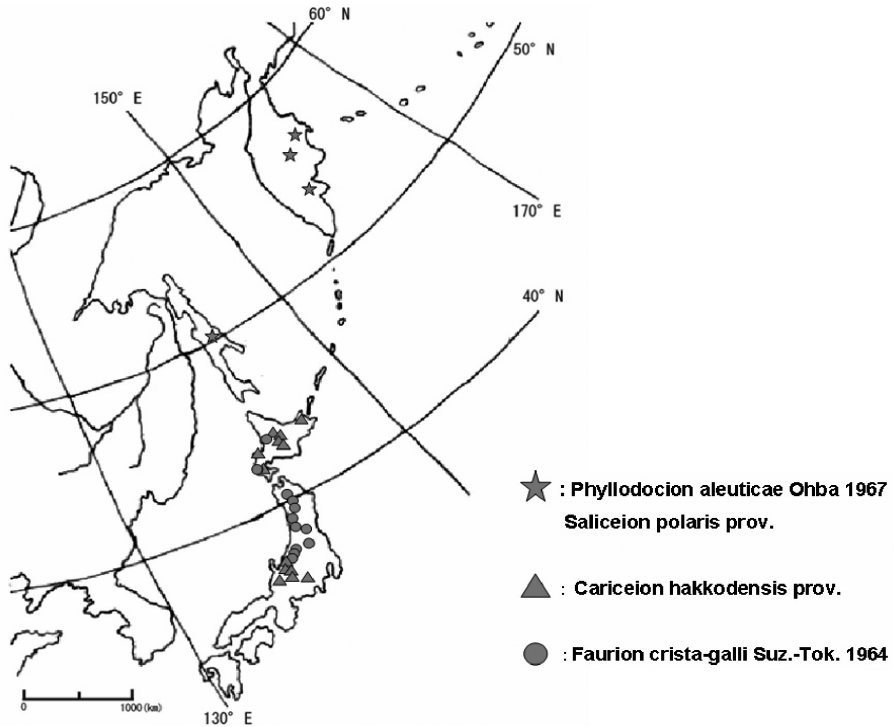 60° N
50° N
150° E
170° E
40° N
: Phyllodocion aleuticae Ohba 1967
Saliceion polaris prov.
: Cariceion hakkodensis prov.
: Faurion crista-galli Suz.-Tok. 1964
0 1000(km)
130° E